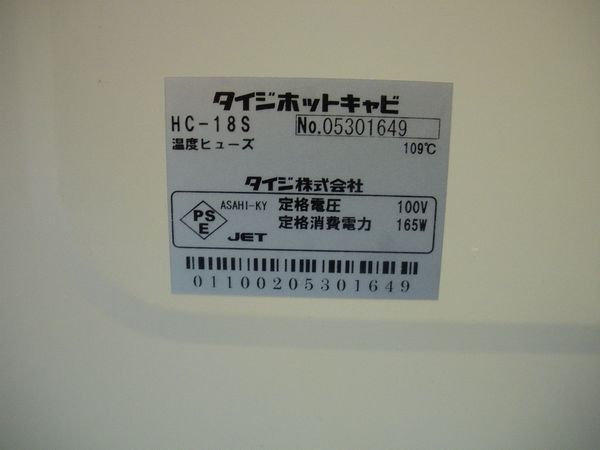 タイジホットキャビ
HC-18S No.05301649
温度ヒューズ 109℃
タイジ株式会社
PS
E
ASAHI-KY 定格電圧 100V
JET 定格消費電力 165W
01100205301649